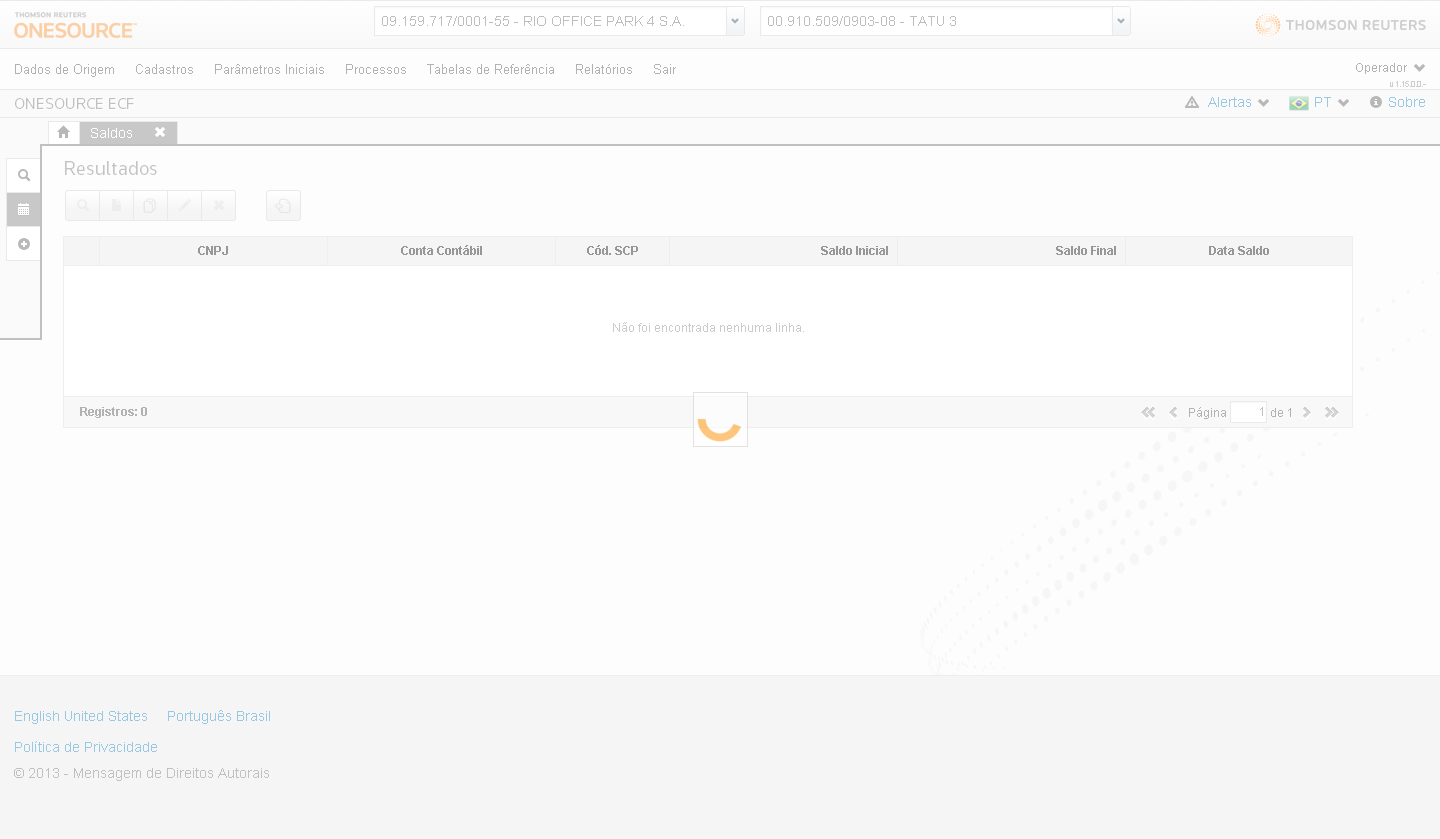 THOMSON REUTERS
ONESOURCE
09.159.717/0001-55 - RIO OFFICE PARK 4 S.A.
00.910.509/0903-08 - TATU 3
THOMSON REUTERS
Dados de Origem Cadastros Parâmetros Iniciais Processos Tabelas de Referência Relatórios Sair
Operador
ONESOURCE ECF
Alertas PT Sobre
Saldos
Resultados
CNPJ Conta Contábil Cód. SCP Saldo Inicial Saldo Final Data Saldo
Não foi encontrada nenhuma linha.
Registros: 0
Página 1 de 1
English United States Português Brasil
Política de Privacidade
© 2013 - Mensagem de Direitos Autorais